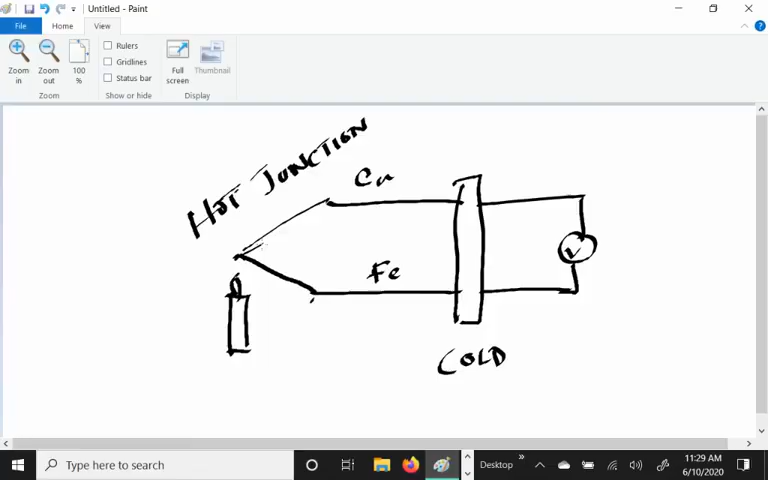 Untitled - Paint
File
Home
View
Zoom in
Zoom out
100 %
Rulers
Gridlines
Status bar
Full screen
Thumbnail
Zoom
Show or hide
Display
HOT JUNCTION
Cu
Fe
V
COLD
Type here to search
Desktop
11:29 AM
6/10/2020